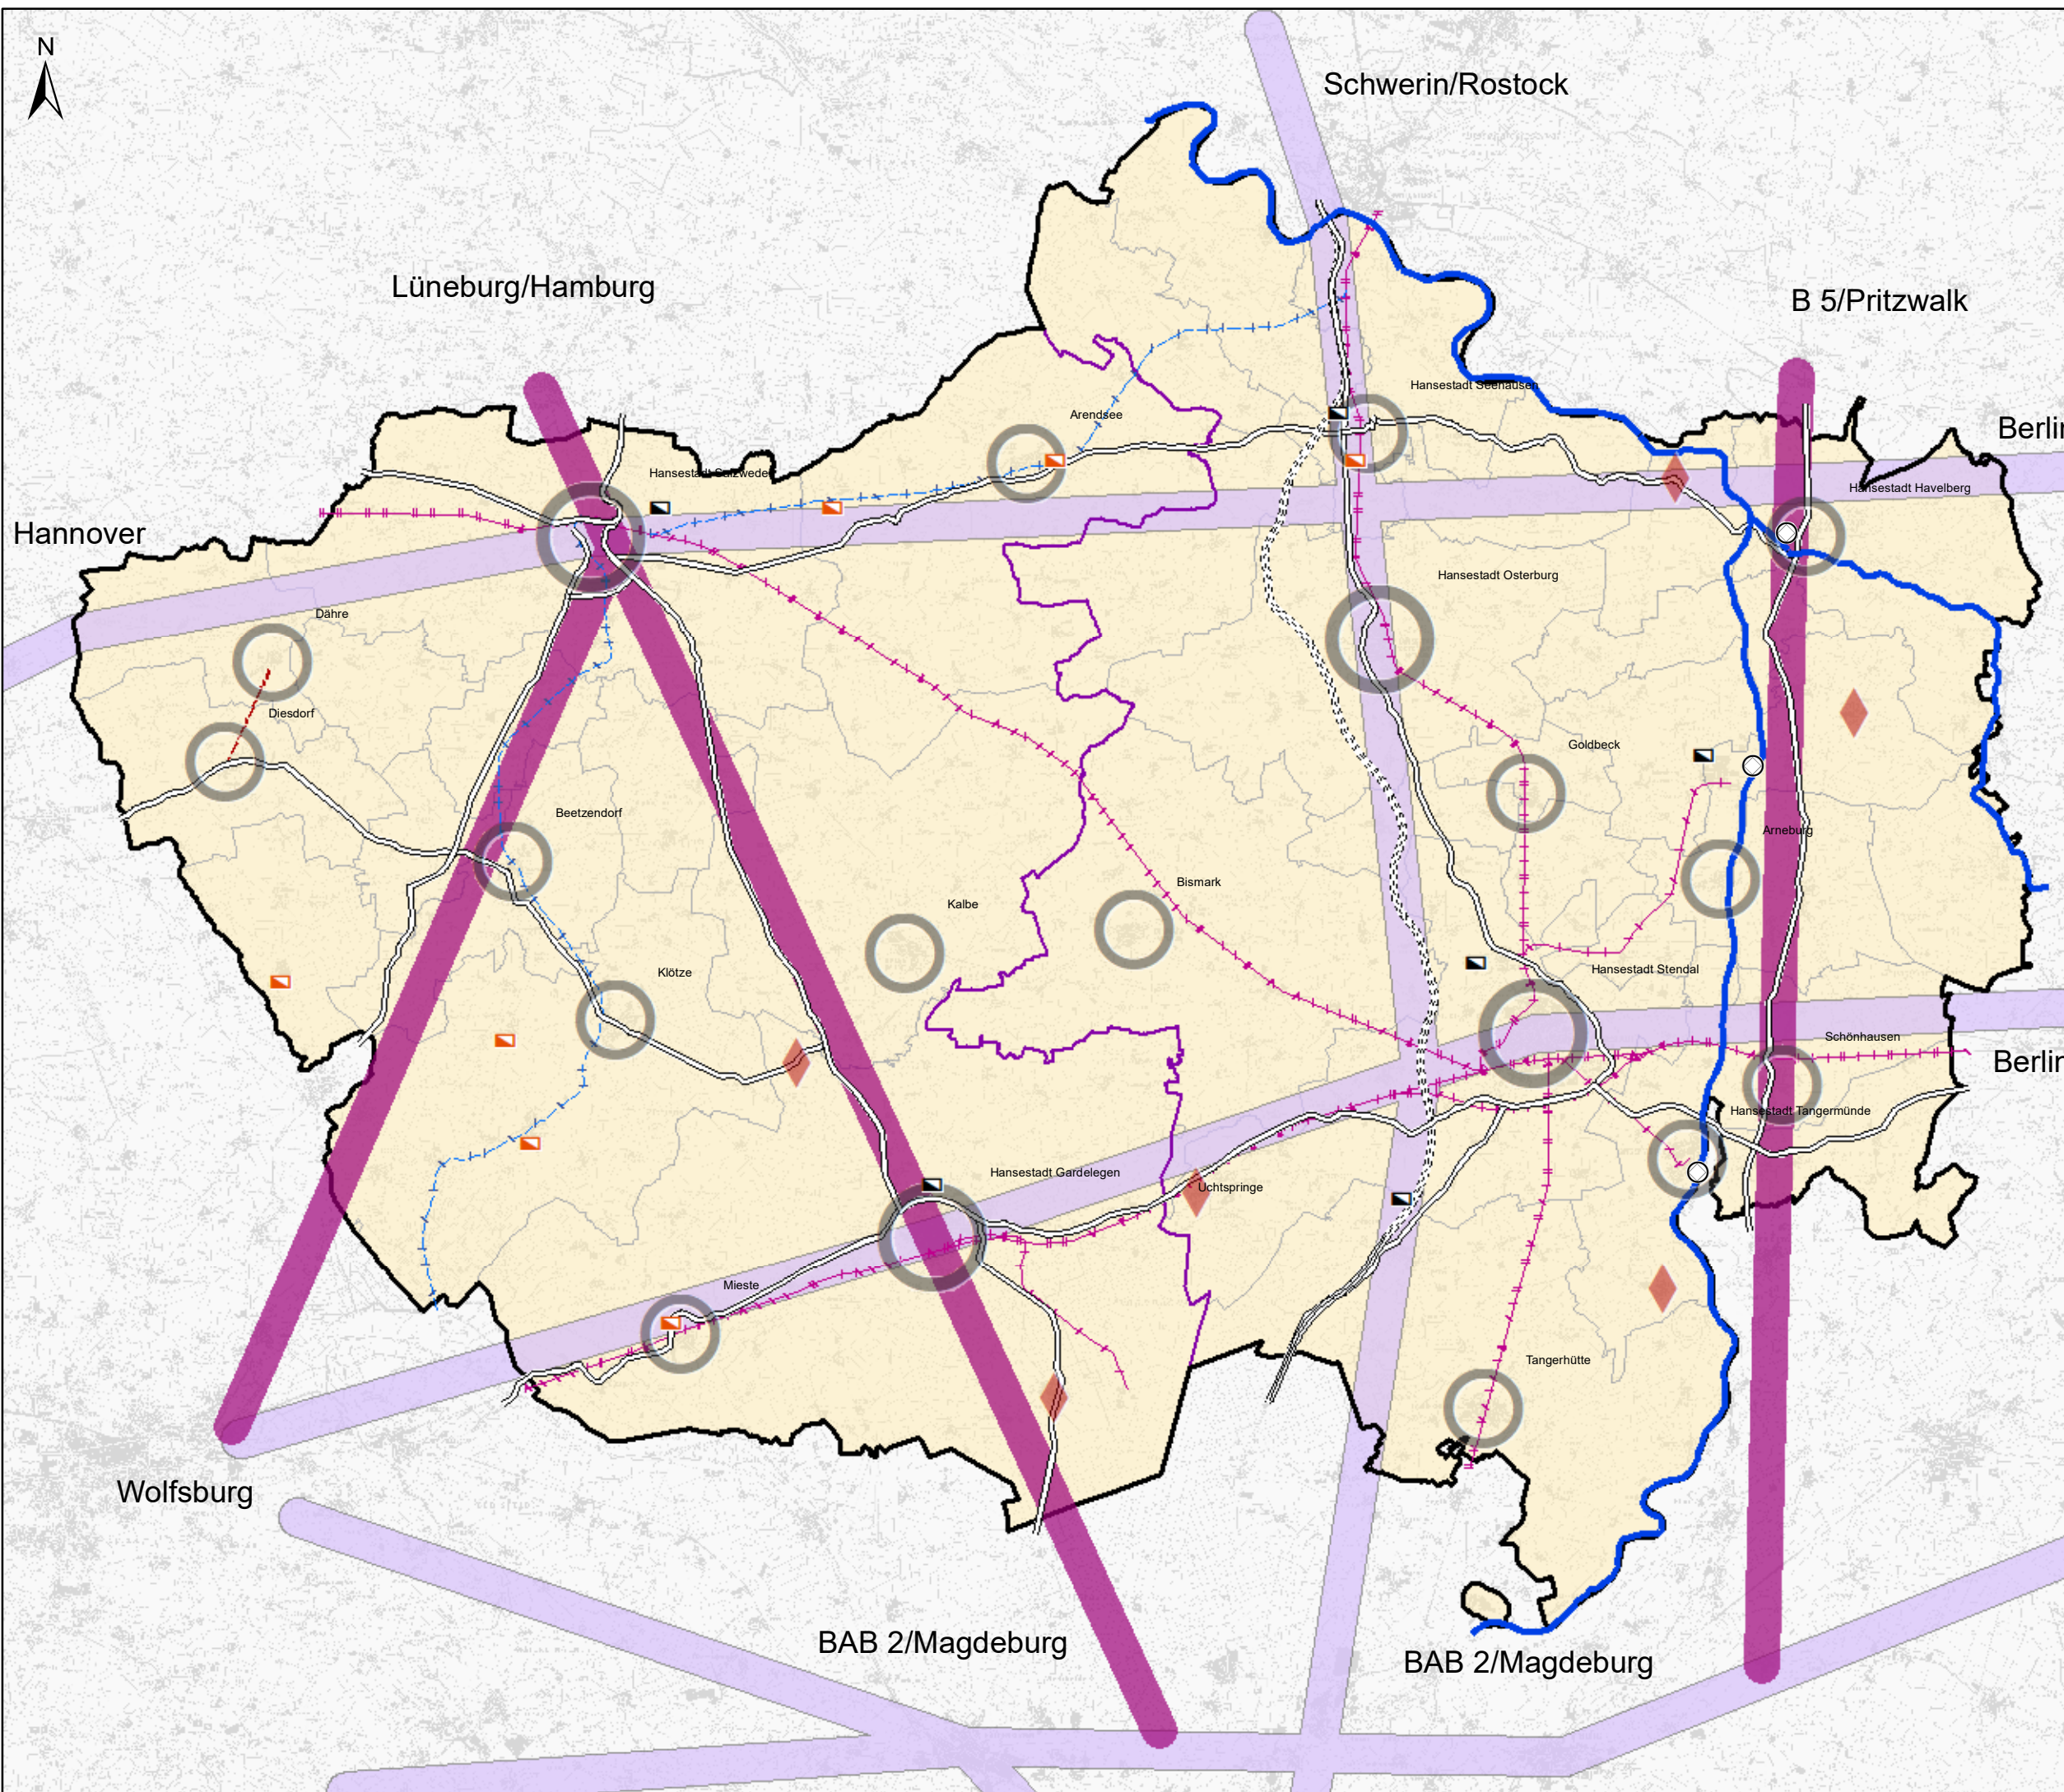 N
Schwerin/Rostock
Lüneburg/Hamburg
B 5/Pritzwalk
Hansestadt Seehausen
Arendsee
Berlin
Hansestadt Salzwedel
Hansestadt Havelberg
Hannover
Hansestadt Osterburg
Dähre
Diesdorf
Goldbeck
Beetzendorf
Arneburg
Bismark
Kalbe
Klötze
Hansestadt Stendal
Schönhausen
Berlin
Hansestadt Tangermünde
Hansestadt Gardelegen
Uchtspringe
Mieste
Tangerhütte
Wolfsburg
BAB 2/Magdeburg
BAB 2/Magdeburg